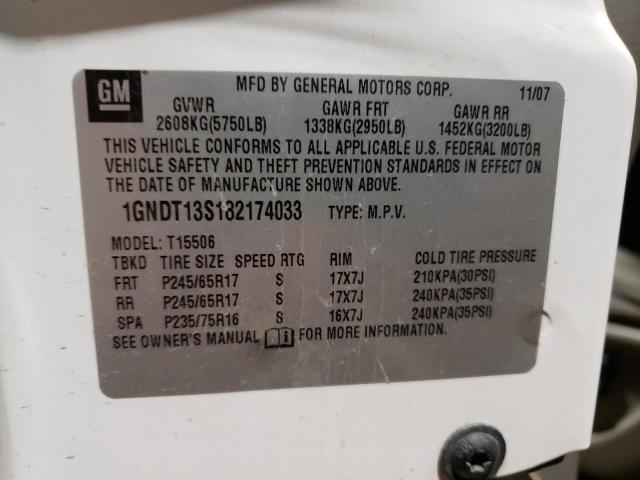 GM
MFD BY GENERAL MOTORS CORP. 11/07
GVWR GAWR FRT GAWR RR
2608KG(5750LB) 1338KG(2950LB) 1452KG(3200LB)
THIS VEHICLE CONFORMS TO ALL APPLICABLE U.S. FEDERAL MOTOR
VEHICLE SAFETY AND THEFT PREVENTION STANDARDS IN EFFECT ON
THE DATE OF MANUFACTURE SHOWN ABOVE.
1GNDT13S182174033 TYPE: M.P.V.
MODEL: T15506
TBKD TIRE SIZE SPEED RTG RIM COLD TIRE PRESSURE
FRT P245/65R17 S 17X7J 210KPA(30PSI)
RR P245/65R17 S 17X7J 240KPA(35PSI)
SPA P235/75R16 S 16X7J 240KPA(35PSI)
SEE OWNER'S MANUAL FOR MORE INFORMATION.